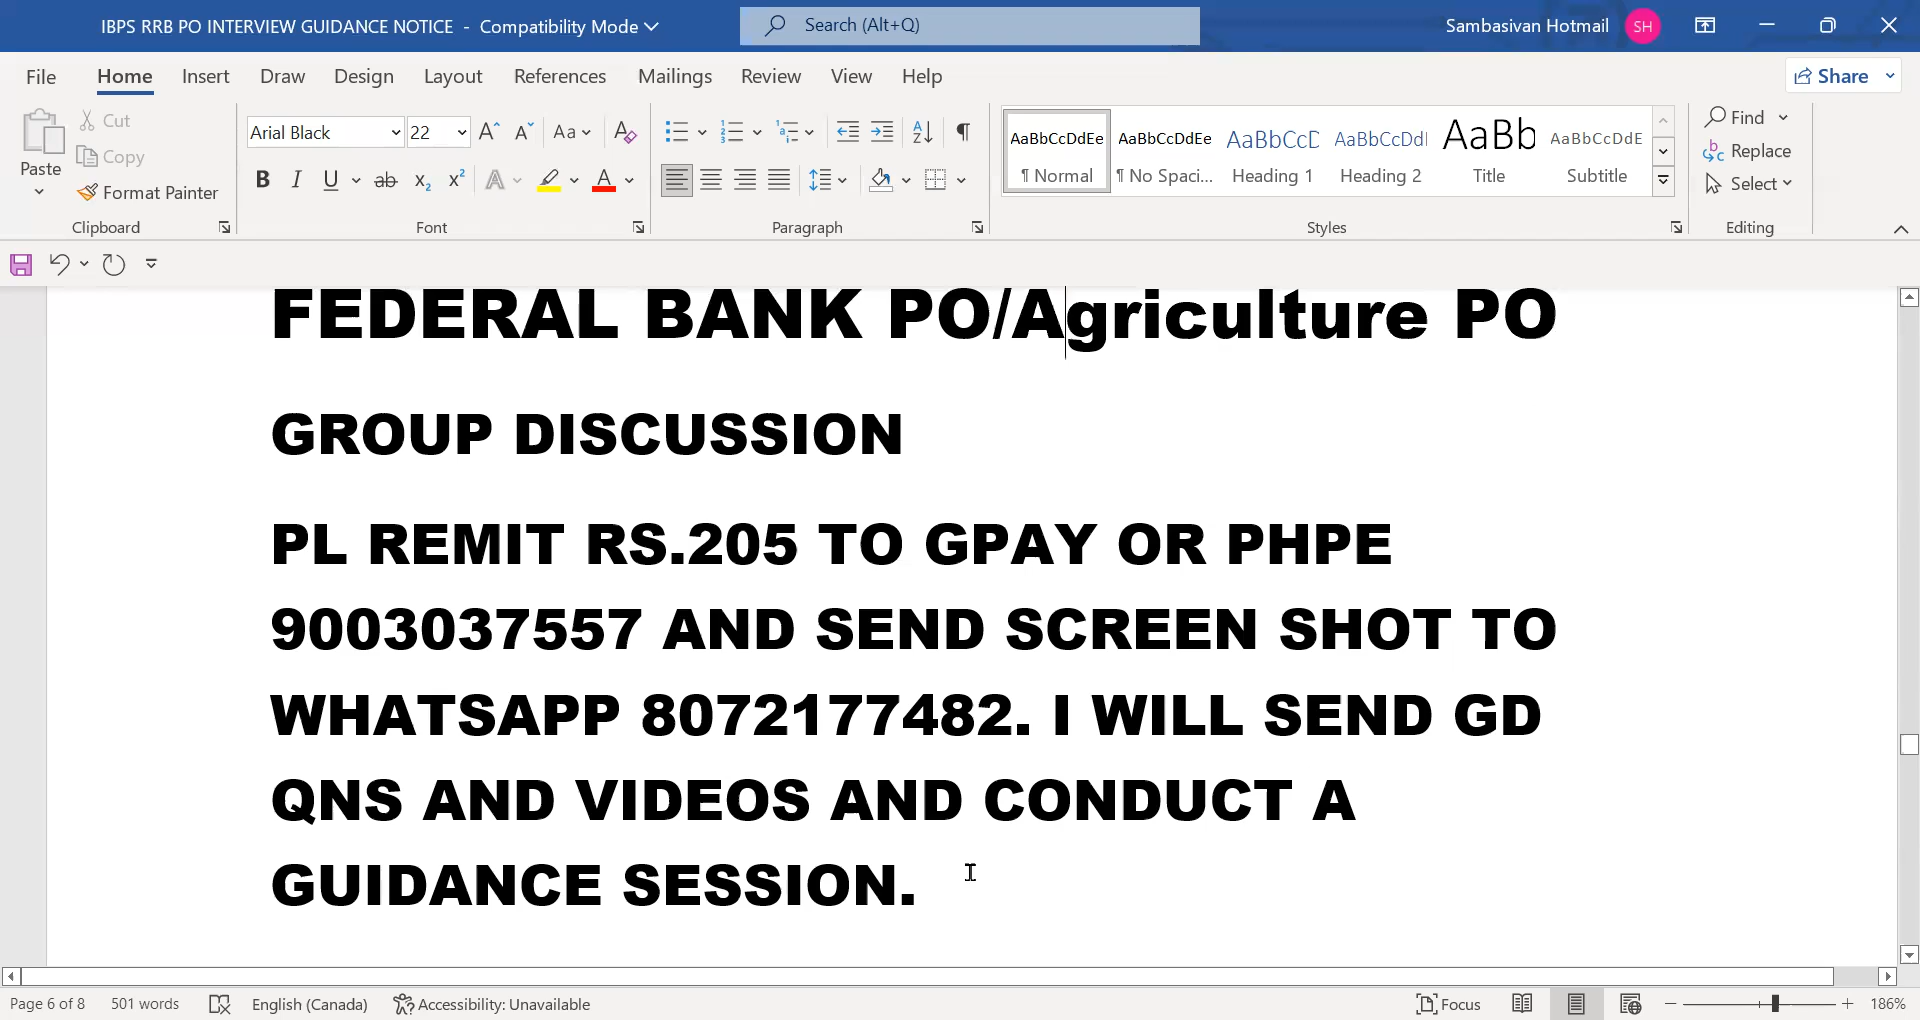 IBPS RRB PO INTERVIEW GUIDANCE NOTICE - Compatibility Mode
Search (Alt+Q)
Sambasivan Hotmail SH
File Home Insert Draw Design Layout References Mailings Review View Help
Share
Paste
Cut
Copy
Format Painter
Clipboard
Arial Black 22
Font
Paragraph
AaBbCcDdEe AaBbCcDdEe AaBbCcD AaBbCcDdI AaBb AaBbCcDdE
¶ Normal ¶ No Spaci... Heading 1 Heading 2 Title Subtitle
Styles
Find
Replace
Select
Editing
FEDERAL BANK PO/Agriculture PO
GROUP DISCUSSION
PL REMIT RS.205 TO GPAY OR PHPE
9003037557 AND SEND SCREEN SHOT TO
WHATSAPP 8072177482. I WILL SEND GD
QNS AND VIDEOS AND CONDUCT A
GUIDANCE SESSION.
Page 6 of 8 501 words English (Canada) Accessibility: Unavailable Focus 186%